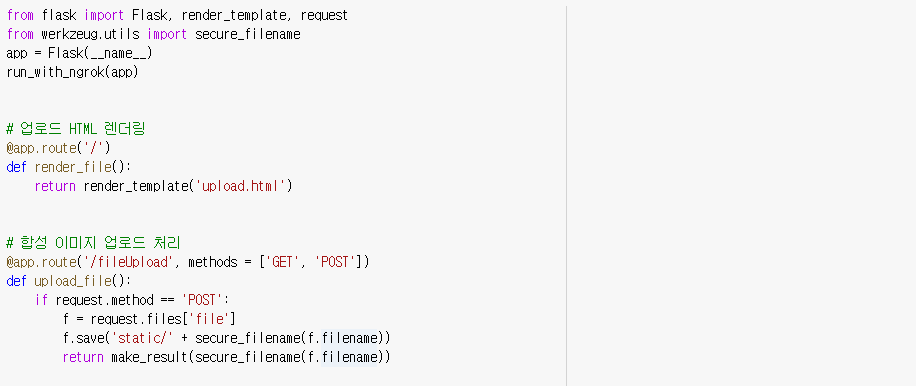 from flask import Flask, render_template, request
from werkzeug.utils import secure_filename
app = Flask(__name__)
run_with_ngrok(app)
# 업로드 HTML 렌더링
@app.route('/')
def render_file():
    return render_template('upload.html')
# 합성 이미지 업로드 처리
@app.route('/fileUpload', methods = ['GET', 'POST'])
def upload_file():
    if request.method == 'POST':
        f = request.files['file']
        f.save('static/' + secure_filename(f.filename))
        return make_result(secure_filename(f.filename))